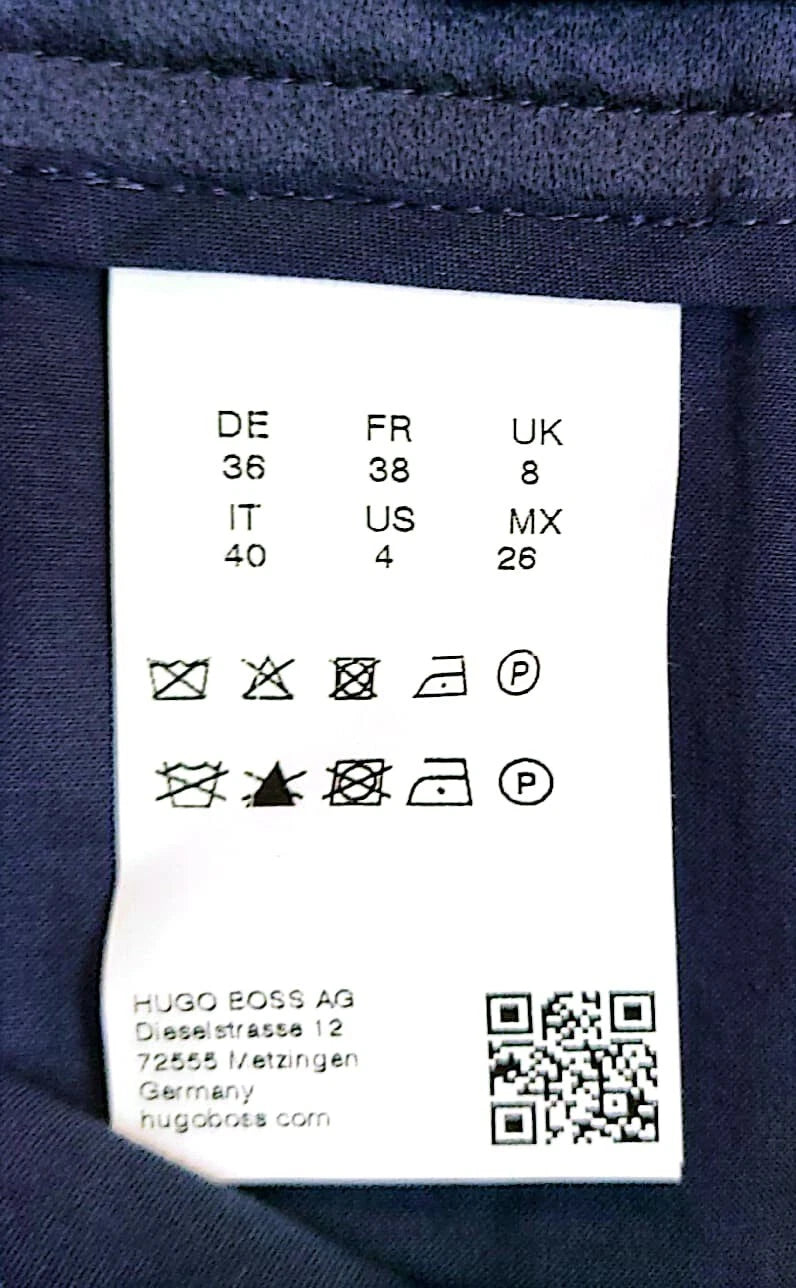 DE FR UK
36 38 8
IT US MX
40 4 26
P
P
HUGO BOSS AG
Dieselstrasse 12
72555 Metzingen
Germany
hugoboss.com